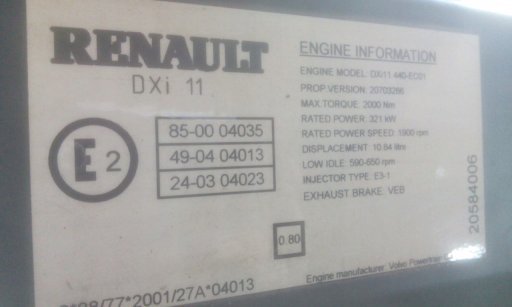 RENAULT
DXi 11
E 2
85-00 04035
49-04 04013
24-03 04023
ENGINE INFORMATION
ENGINE MODEL: DXI11 440-EC01
PROP.VERSION: 20703266
MAX TORQUE: 2000 Nm
RATED POWER: 321 kW
RATED POWER SPEED: 1900 rpm
DISPLACEMENT: 10.84 litre
LOW IDLE: 590-650 rpm
INJECTOR TYPE: E3-1
EXHAUST BRAKE: VEB
0.80
20584006
Engine manufacturer: Volvo Powertrain
*2001/27A*04013